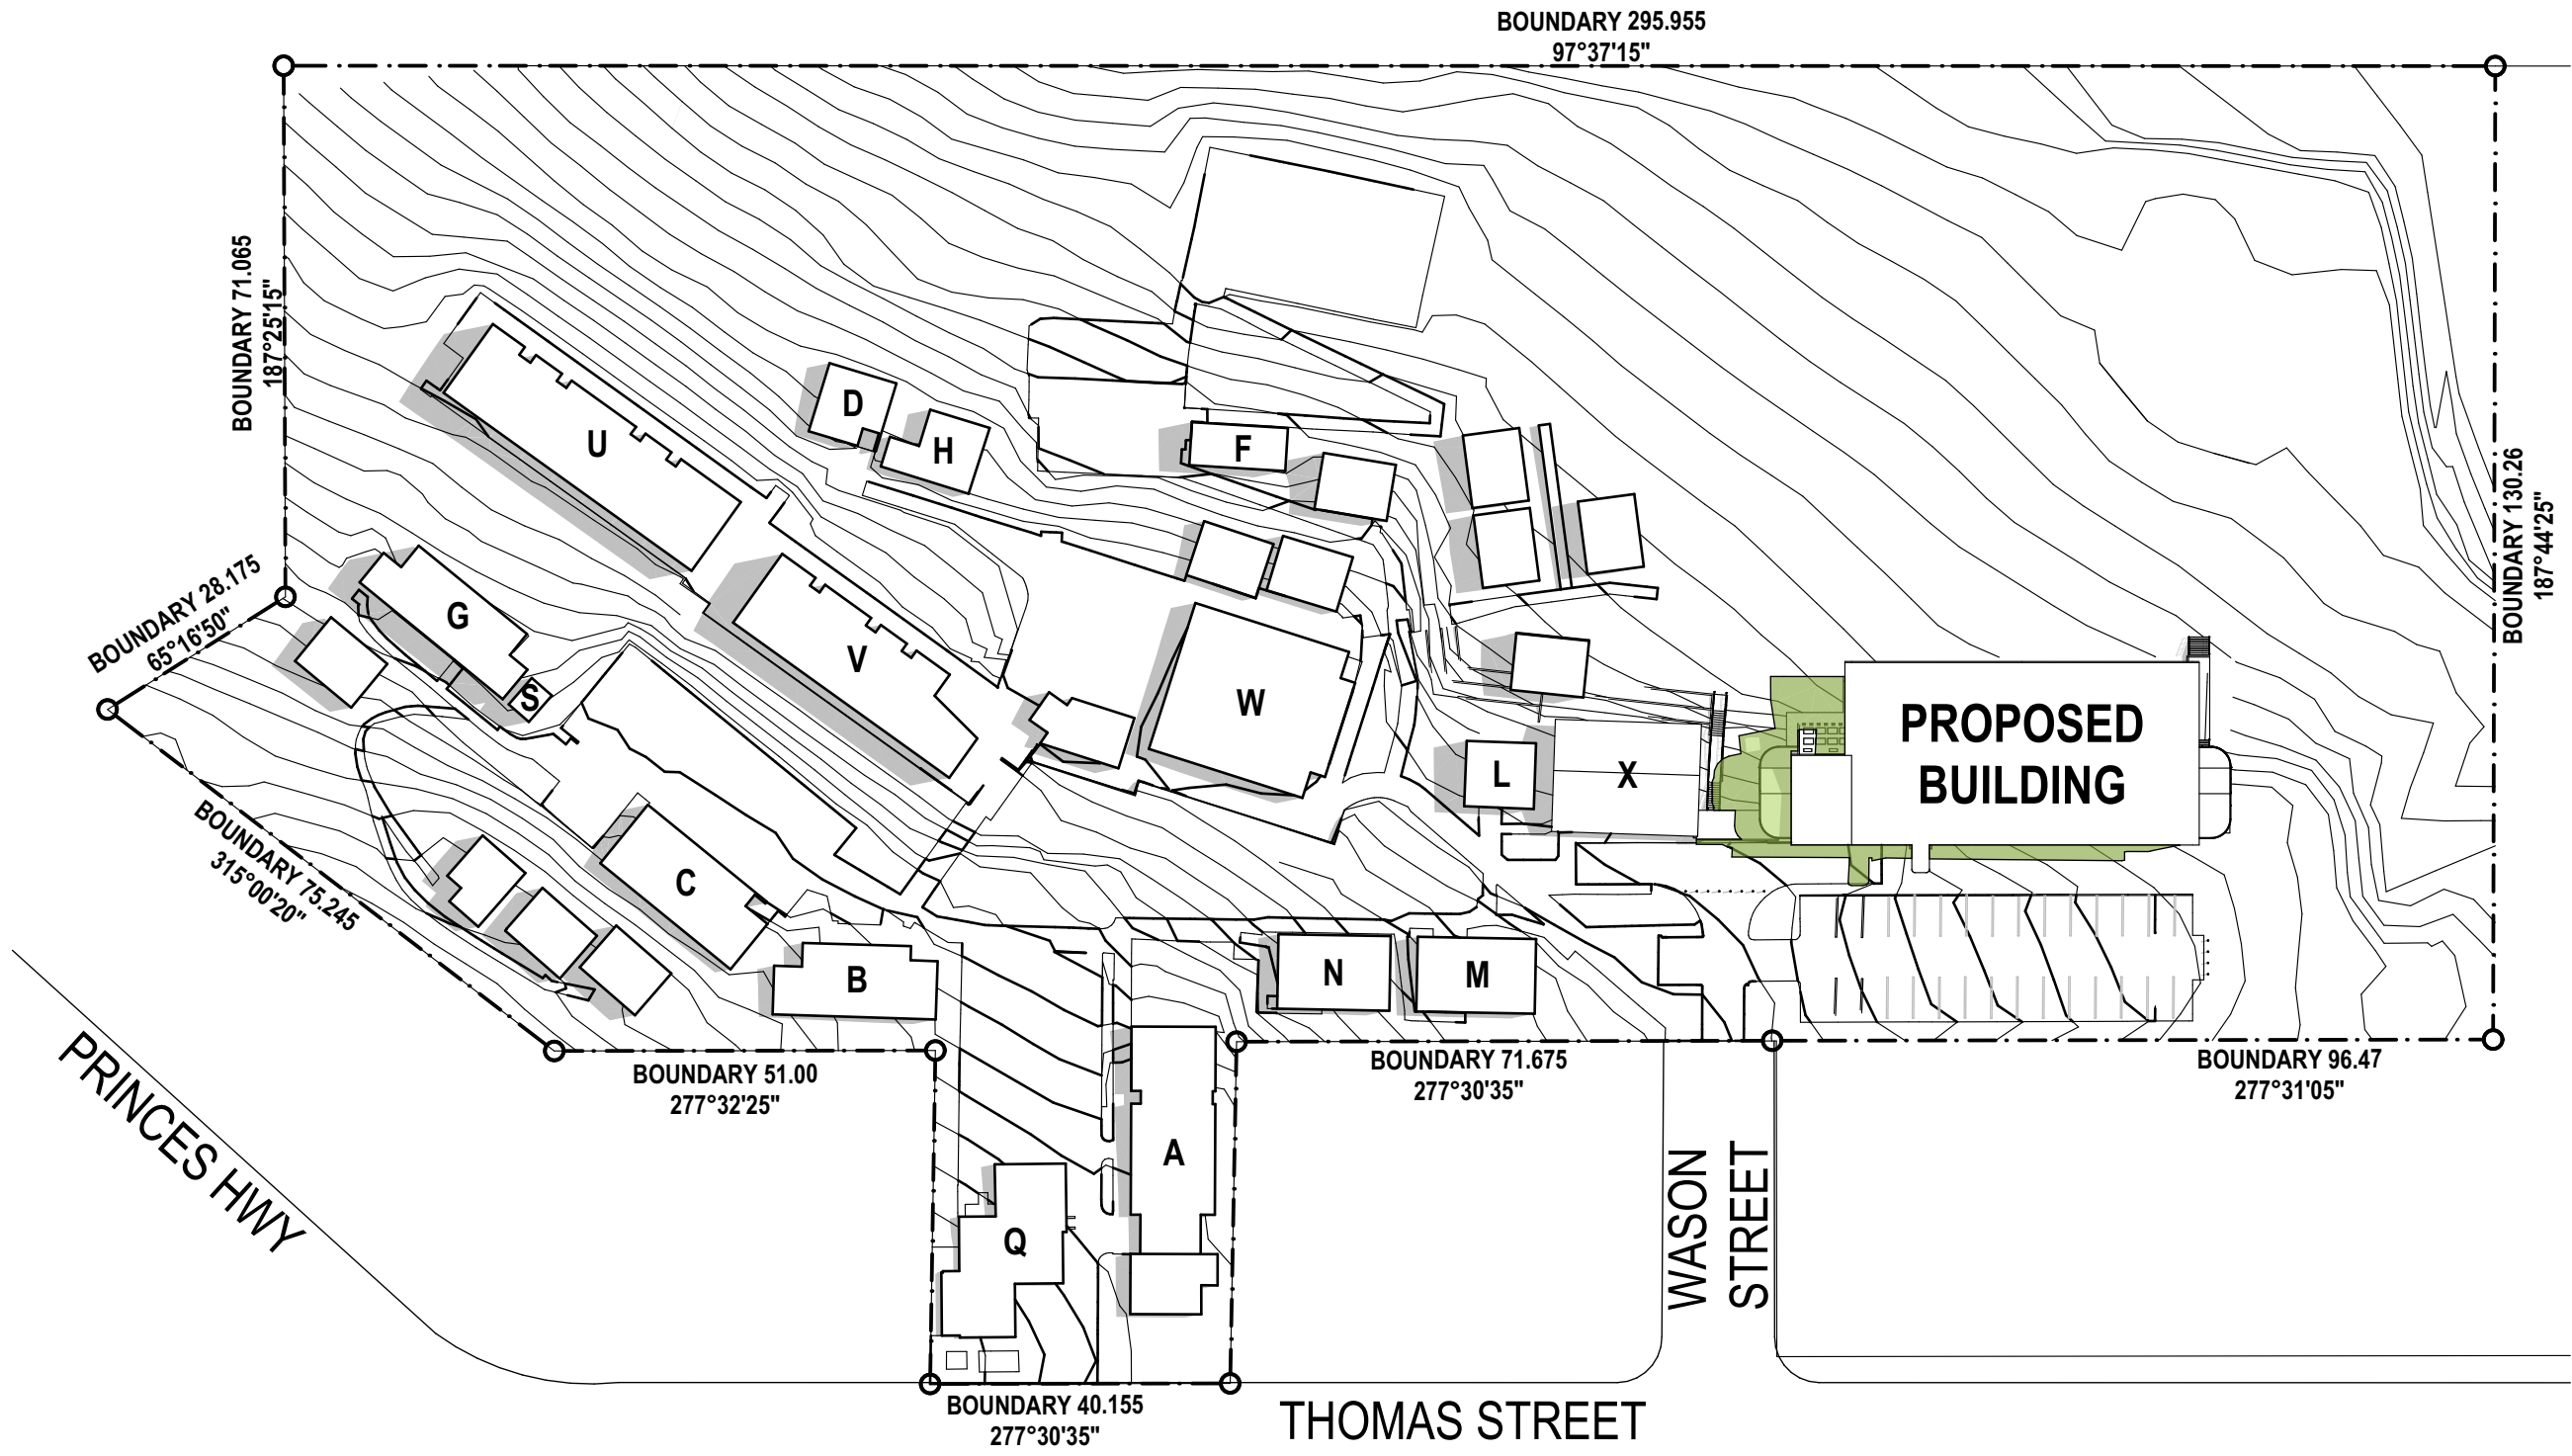 BOUNDARY 295.955
97°37'15"
BOUNDARY 71.065
187°25'15"
D
H
U
F
BOUNDARY 130.26
187°44'25"
BOUNDARY 28.175
65°16'50"
G
S
V
W
L
X
PROPOSED
BUILDING
BOUNDARY 75.245
315°00'20"
C
B
N
M
BOUNDARY 51.00
277°32'25"
BOUNDARY 71.675
277°30'35"
BOUNDARY 96.47
277°31'05"
PRINCES HWY
A
Q
WASON
STREET
BOUNDARY 40.155
277°30'35"
THOMAS STREET